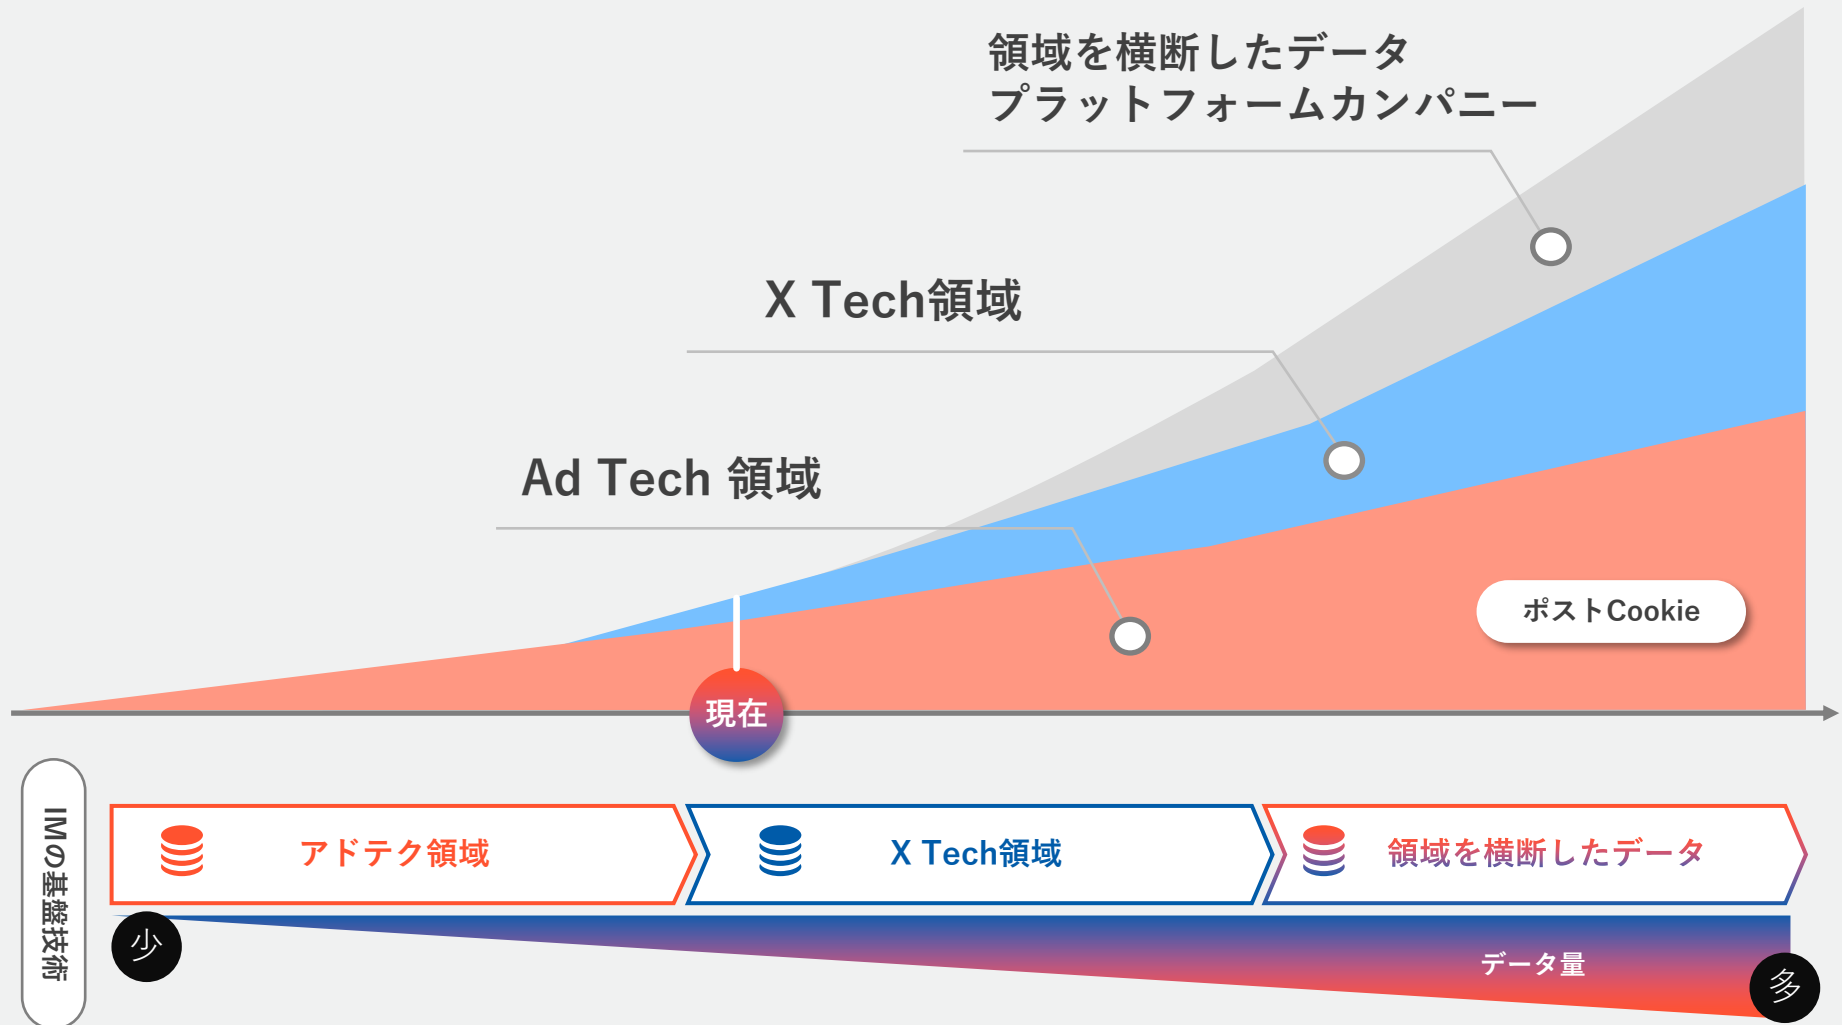 領域を横断したデータ
プラットフォームカンパニー
X Tech領域
Ad Tech 領域
ポストCookie
現在
IMの基盤技術
アドテク領域
X Tech領域
領域を横断したデータ
少
データ量
多